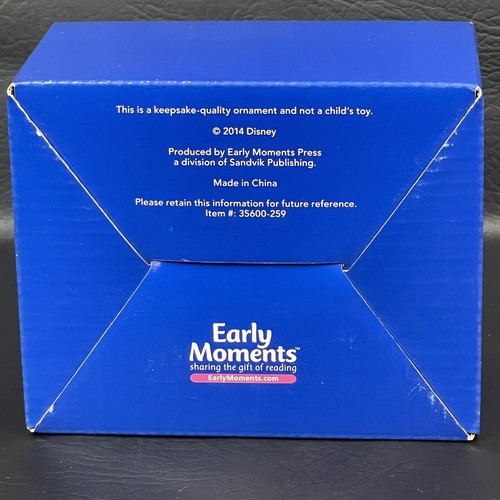 This is a keepsake-quality ornament and not a child's toy.
© 2014 Disney
Produced by Early Moments Press
a division of Sandvik Publishing.
Made in China
Please retain this information for future reference.
Item #: 35600-259
Early
Moments™
sharing the gift of reading
EarlyMoments.com